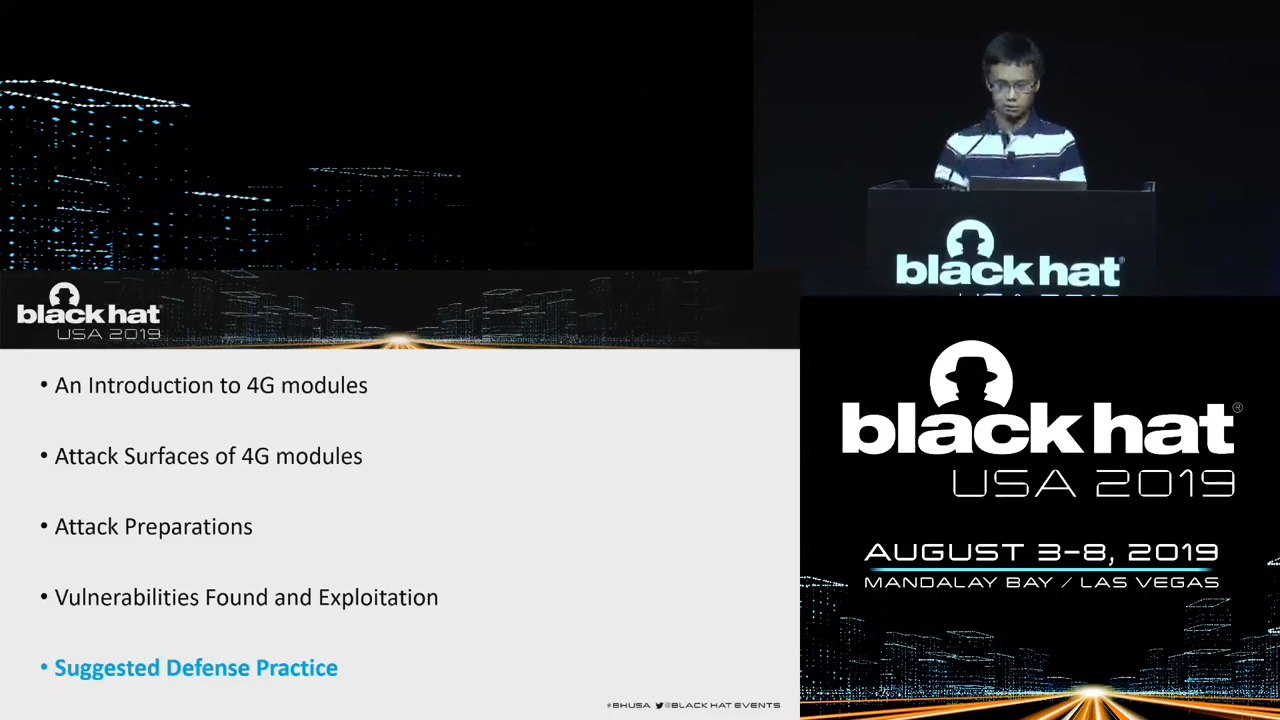 black hat
USA 2019
black hat®
USA 2019
• An Introduction to 4G modules
• Attack Surfaces of 4G modules
• Attack Preparations
• Vulnerabilities Found and Exploitation
• Suggested Defense Practice
#BHUSA @BLACK HAT EVENTS
black hat®
USA 2019
AUGUST 3-8, 2019
MANDALAY BAY / LAS VEGAS